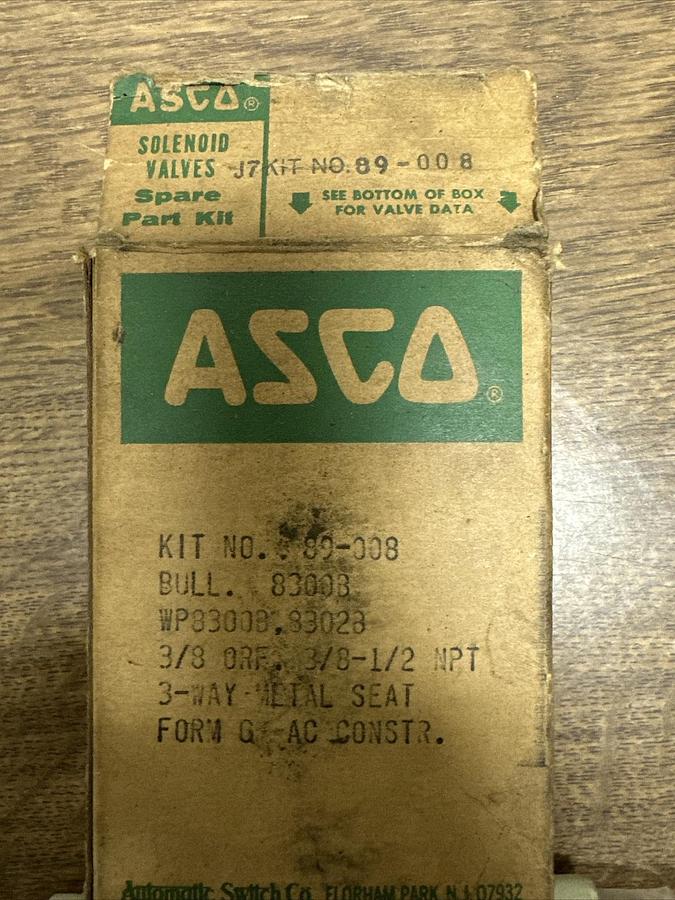 ASCO®
SOLENOID
VALVES
Spare
Part Kit
J7KIT NO. 89-008
SEE BOTTOM OF BOX
FOR VALVE DATA
ASCO®
KIT NO. 89-008
BULL. 8300B
WP8300B,8302B
3/8 ORF. 3/8-1/2 NPT
3-WAY METAL SEAT
FORM G AC CONSTR.
Automatic Switch Co. FLORHAM PARK, N.J. 07932